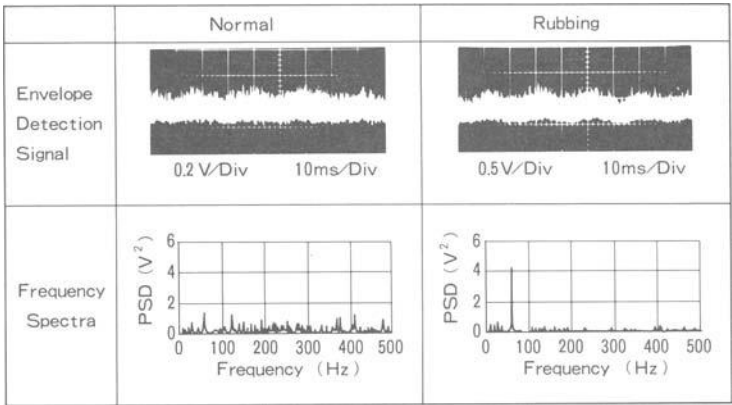 Normal Rubbing
Envelope
Detection
Signal
0.2 V/Div 10ms/Div
0.5 V/Div 10ms/Div
Frequency
Spectra
PSD (V²)
6
4
2
0
0 100 200 300 400 500
Frequency (Hz)
PSD (V²)
6
4
2
0
0 100 200 300 400 500
Frequency (Hz)